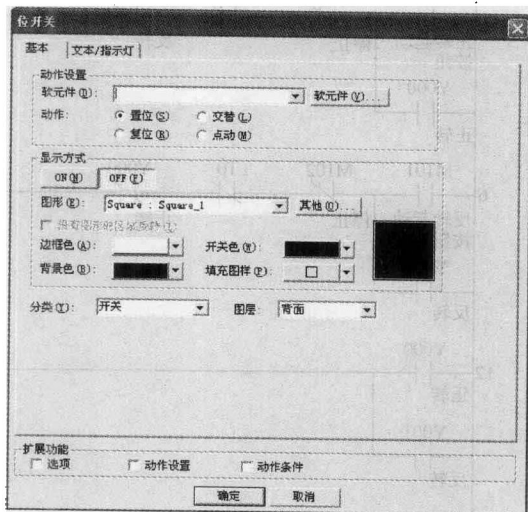 位开关
基本 文本/指示灯
动作设置
软元件(D): 软元件(V)...
动作: 置位(S) 交替(L)
复位(R) 点动(M)
显示方式
ON(N) OFF(F)
图形(E): Square : Square_1 其他(O)...
边框色(A): 开关色(W):
背景色(B): 填充图样(P):
分类(Y): 开关 图层: 背面
扩展功能
选项 动作设置 动作条件
确定 取消